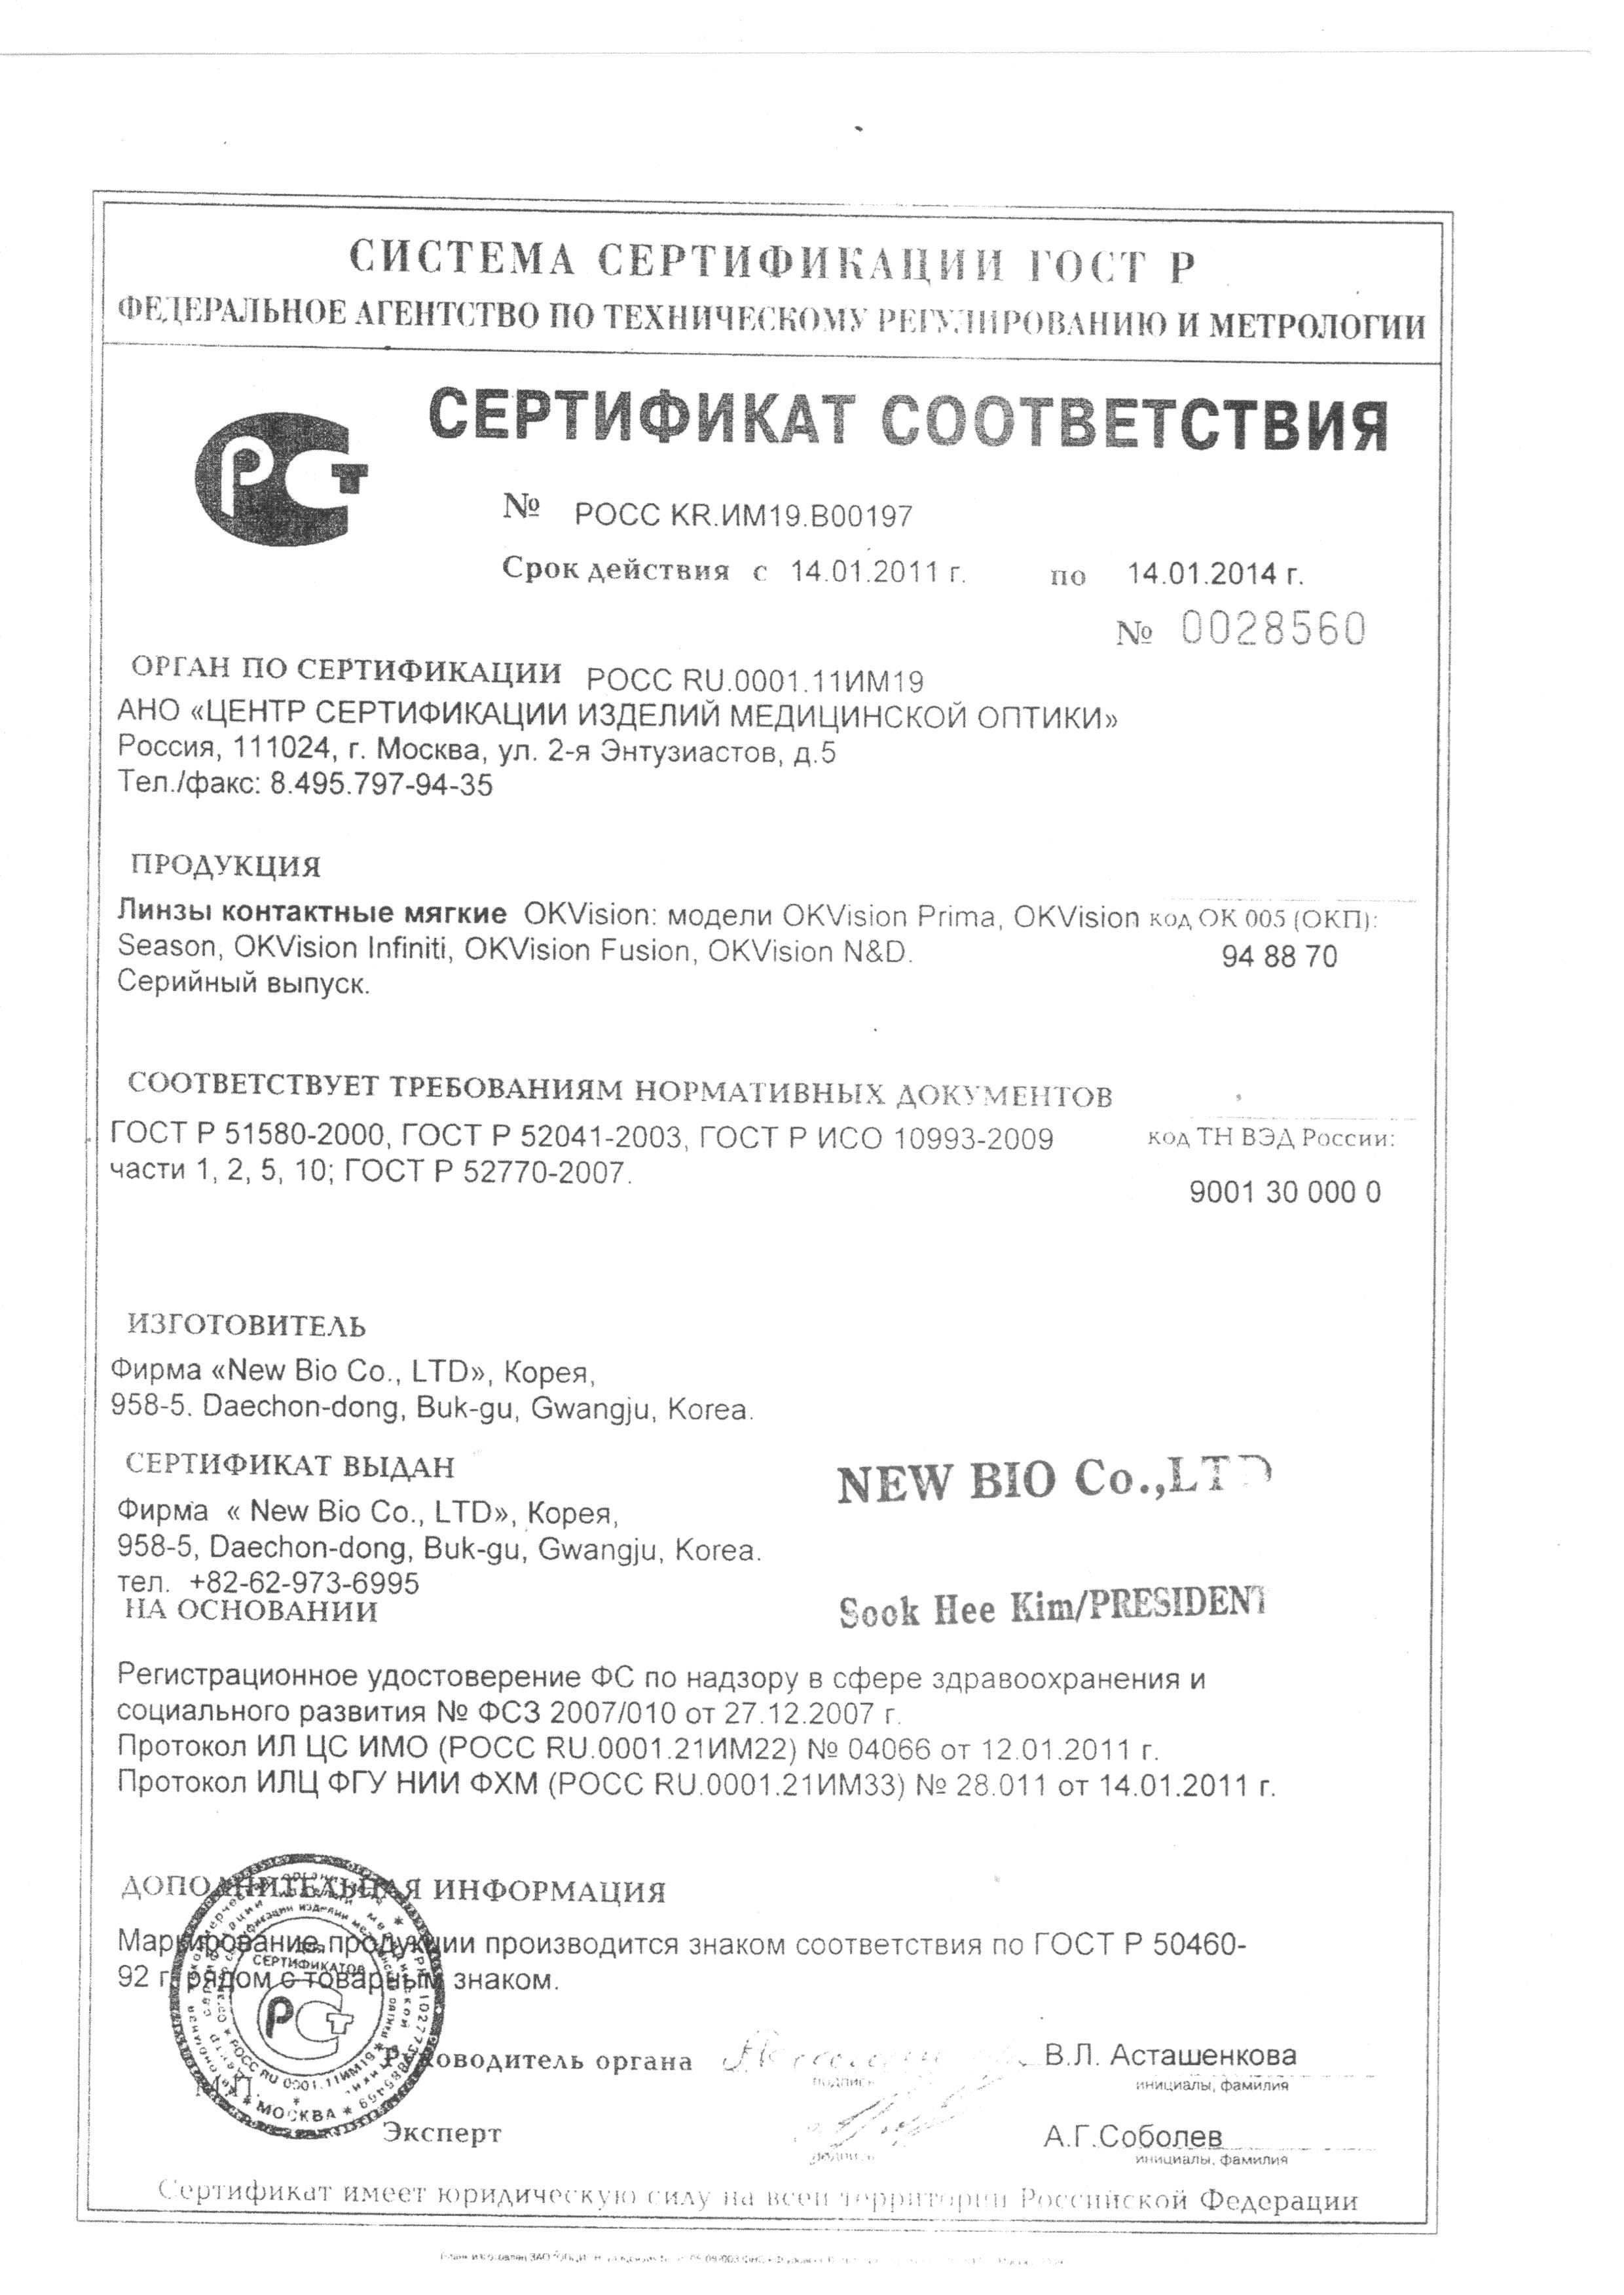 СИСТЕМА СЕРТИФИКАЦИИ ГОСТ Р
ФЕДЕРАЛЬНОЕ АГЕНТСТВО ПО ТЕХНИЧЕСКОМУ РЕГУЛИРОВАНИЮ И МЕТРОЛОГИИ
СЕРТИФИКАТ СООТВЕТСТВИЯ
№ РОСС KR.ИМ19.В00197
Срок действия с 14.01.2011 г. по 14.01.2014 г.
№ 0028560
ОРГАН ПО СЕРТИФИКАЦИИ РОСС RU.0001.11ИМ19
АНО «ЦЕНТР СЕРТИФИКАЦИИ ИЗДЕЛИЙ МЕДИЦИНСКОЙ ОПТИКИ»
Россия, 111024, г. Москва, ул. 2-я Энтузиастов, д.5
Тел./факс: 8.495.797-94-35
ПРОДУКЦИЯ
Линзы контактные мягкие OKVision: модели OKVision Prima, OKVision код ОК 005 (ОКП):
Season, OKVision Infiniti, OKVision Fusion, OKVision N&D. 94 88 70
Серийный выпуск.
СООТВЕТСТВУЕТ ТРЕБОВАНИЯМ НОРМАТИВНЫХ ДОКУМЕНТОВ
ГОСТ Р 51580-2000, ГОСТ Р 52041-2003, ГОСТ Р ИСО 10993-2009 код ТН ВЭД России:
части 1, 2, 5, 10; ГОСТ Р 52770-2007.
9001 30 000 0
ИЗГОТОВИТЕЛЬ
Фирма «New Bio Co., LTD», Корея,
958-5. Daechon-dong, Buk-gu, Gwangju, Korea.
СЕРТИФИКАТ ВЫДАН
NEW BIO Co.,LTD
Фирма « New Bio Co., LTD», Корея,
958-5, Daechon-dong, Buk-gu, Gwangju, Korea.
тел. +82-62-973-6995
НА ОСНОВАНИИ
Sook Hee Kim/PRESIDENT
Регистрационное удостоверение ФС по надзору в сфере здравоохранения и
социального развития № ФСЗ 2007/010 от 27.12.2007 г.
Протокол ИЛ ЦС ИМО (РОСС RU.0001.21ИМ22) № 04066 от 12.01.2011 г.
Протокол ИЛЦ ФГУ НИИ ФХМ (РОСС RU.0001.21ИМ33) № 28.011 от 14.01.2011 г.
ДОПОЛНИТЕЛЬНАЯ ИНФОРМАЦИЯ
Маркирование продукции производится знаком соответствия по ГОСТ Р 50460-
92 г. рядом с товарным знаком.
СЕРТИФИКАТОВ
РОСС RU 0001.11ИМ19
МОСКВА
М.П.
Руководитель органа
подпись
В.Л. Асташенкова
инициалы, фамилия
Эксперт
подпись
А.Г.Соболев
инициалы, фамилия
Сертификат имеет юридическую силу на всей территории Российской Федерации